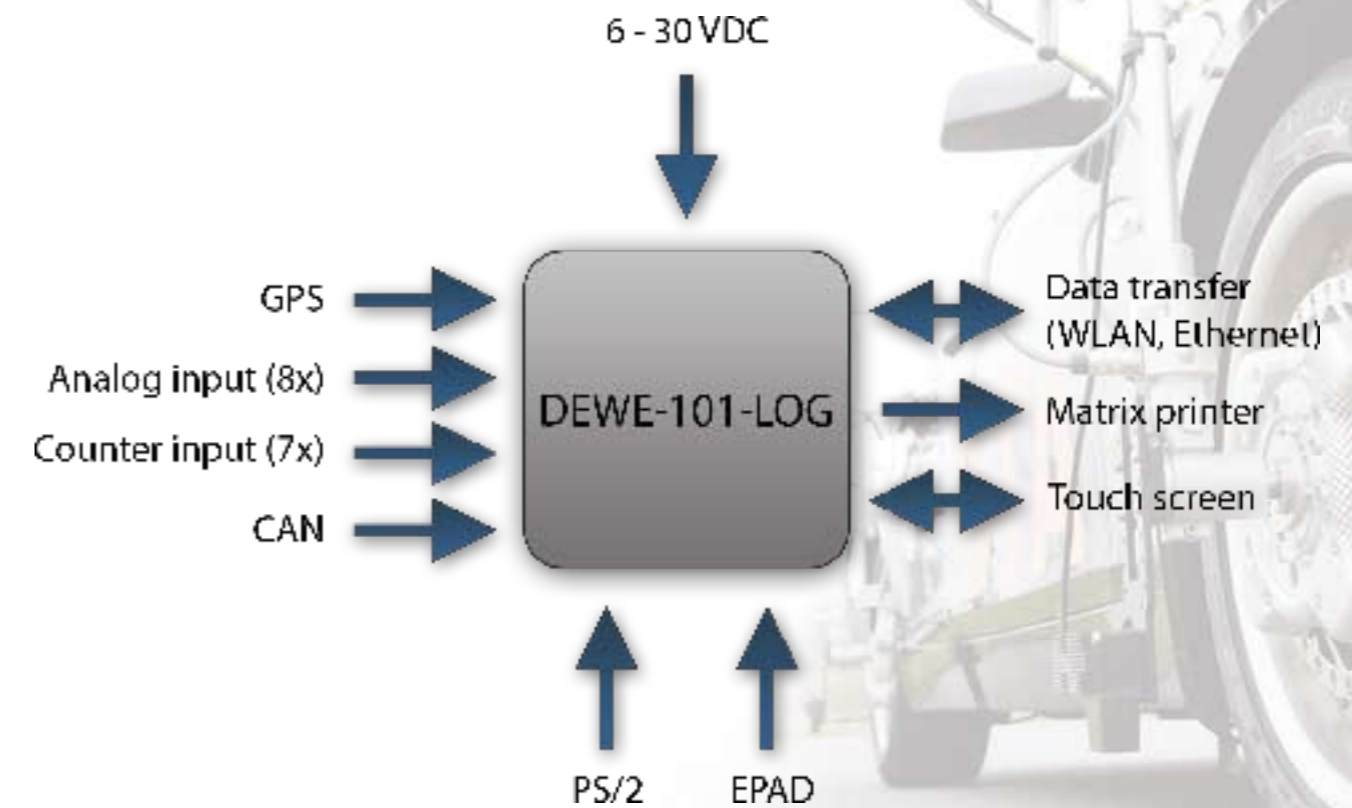 6 - 30 VDC
GPS
Analog input (8x)
Counter input (7x)
CAN
DEWE-101-LOG
Data transfer
(WLAN, Ethernet)
Matrix printer
Touch screen
PS/2
EPAD